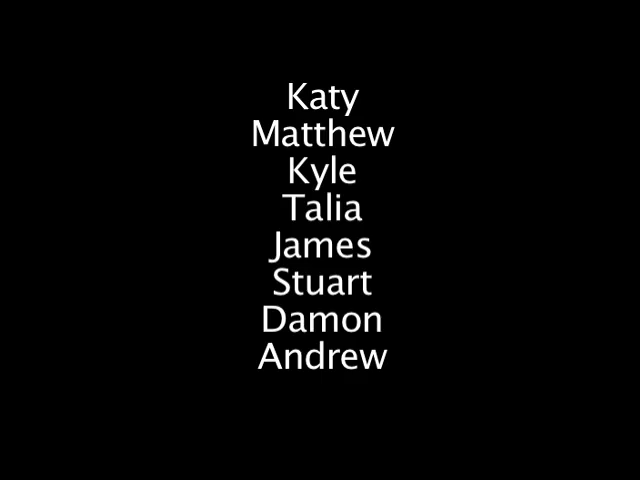 Katy
Matthew
Kyle
Talia
James
Stuart
Damon
Andrew